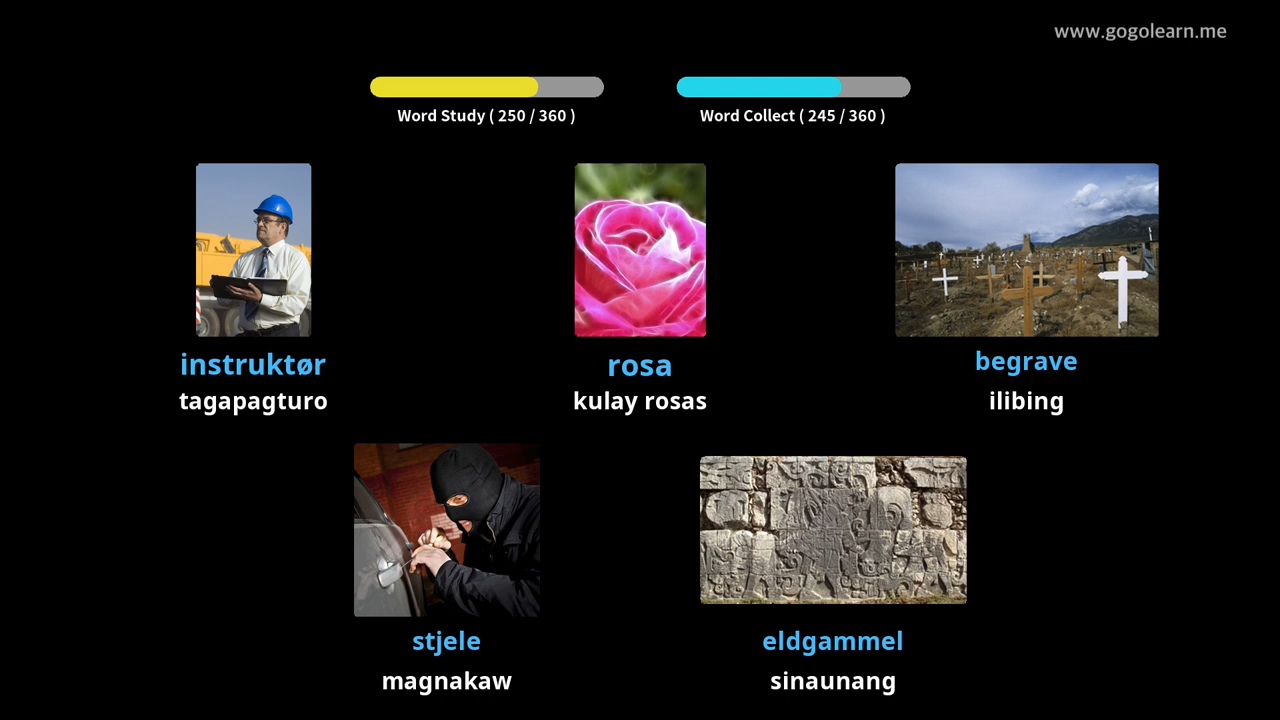 www.gogolearn.me
Word Study ( 250 / 360 )
Word Collect ( 245 / 360 )
instruktør
tagapagturo
rosa
kulay rosas
begrave
ilibing
stjele
magnakaw
eldgammel
sinaunang